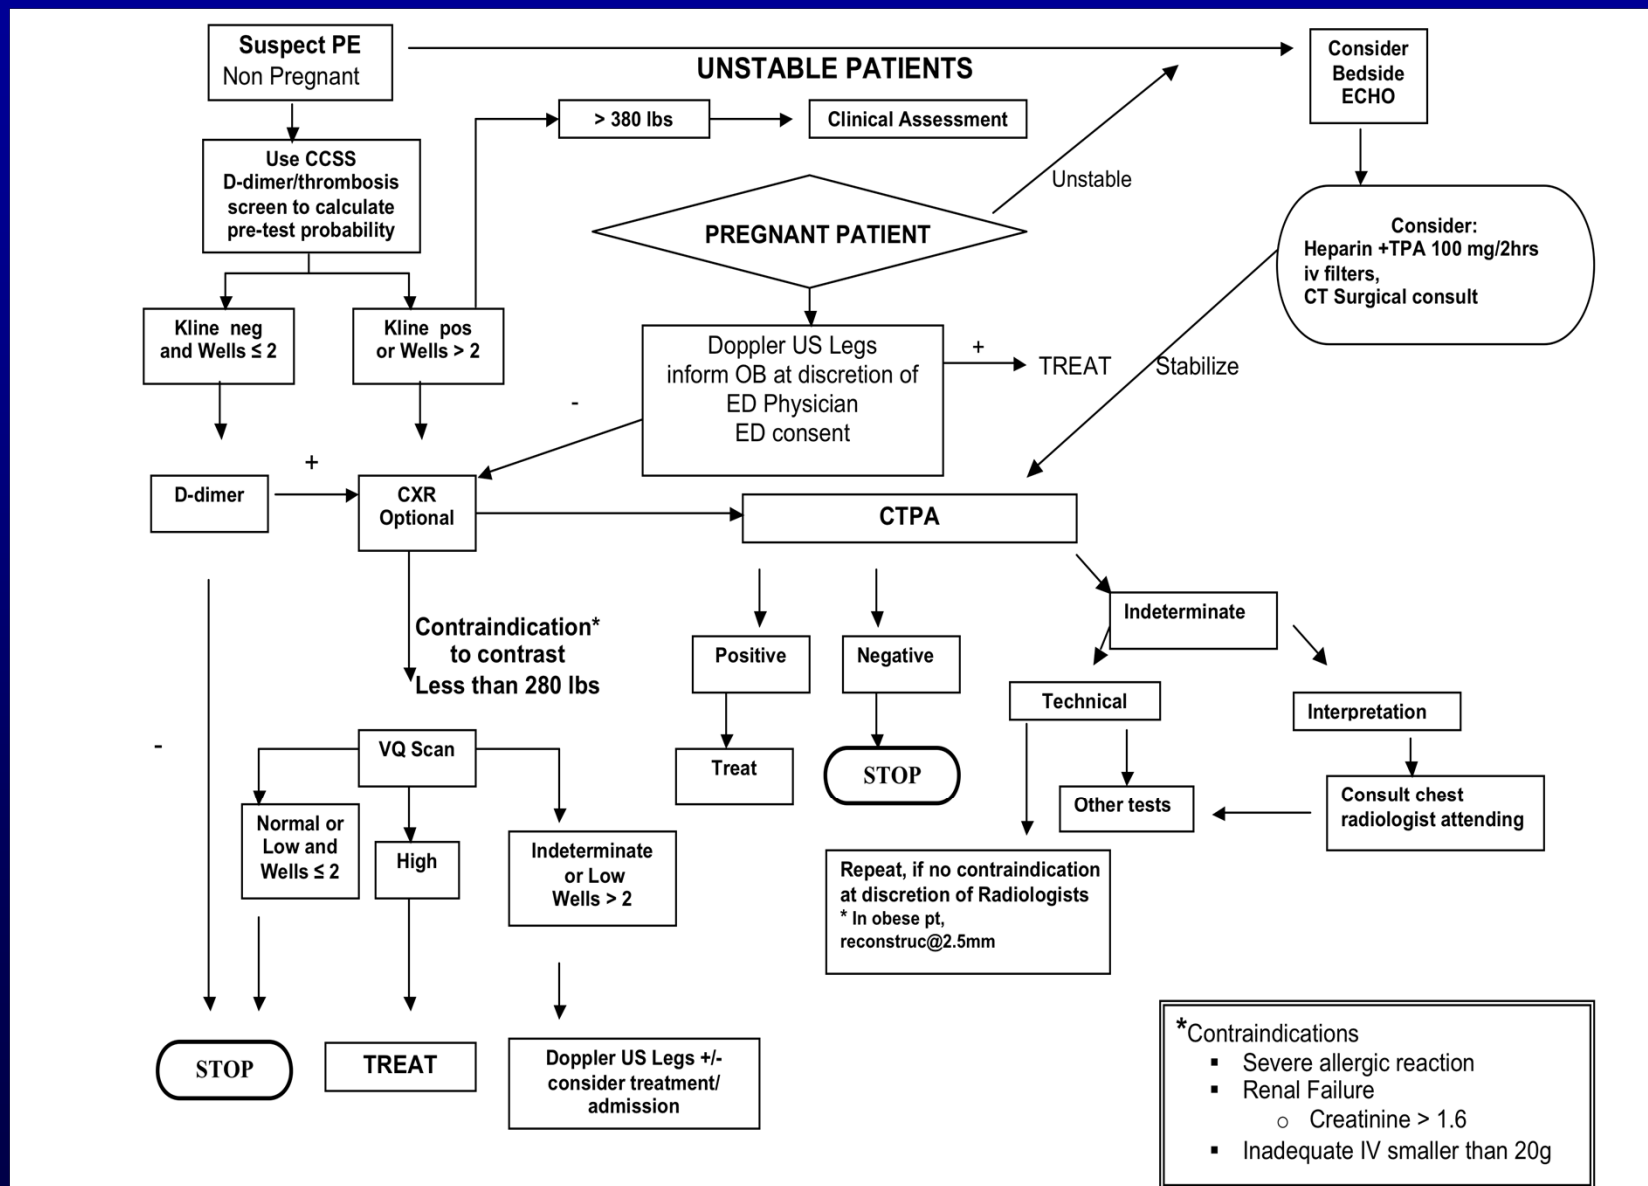 Suspect PE
Non Pregnant
UNSTABLE PATIENTS
Consider
Bedside
ECHO
> 380 lbs
Clinical Assessment
Use CCSS
D-dimer/thrombosis
screen to calculate
pre-test probability
Unstable
PREGNANT PATIENT
Consider:
Heparin +TPA 100 mg/2hrs
iv filters,
CT Surgical consult
Kline neg
and Wells ≤ 2
Kline pos
or Wells > 2
Doppler US Legs
inform OB at discretion of
ED Physician
ED consent
+
TREAT
Stabilize
-
+
D-dimer
CXR
Optional
CTPA
Contraindication*
to contrast
Less than 280 lbs
Positive
Negative
Indeterminate
Technical
Interpretation
-
VQ Scan
Treat
STOP
Other tests
Consult chest
radiologist attending
Normal or
Low and
Wells ≤ 2
High
Indeterminate
or Low
Wells > 2
Repeat, if no contraindication
at discretion of Radiologists
* In obese pt,
reconstruc@2.5mm
STOP
TREAT
Doppler US Legs +/-
consider treatment/
admission
*Contraindications
▪ Severe allergic reaction
▪ Renal Failure
○ Creatinine > 1.6
▪ Inadequate IV smaller than 20g